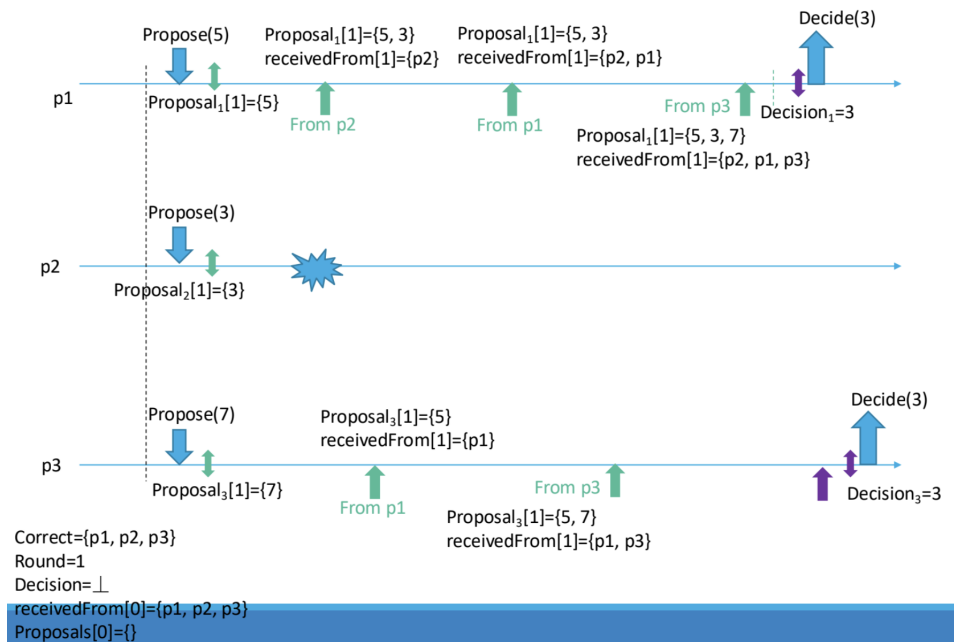 Propose(5)
Proposal₁[1]={5, 3}
receivedFrom[1]={p2}
Proposal₁[1]={5, 3}
receivedFrom[1]={p2, p1}
Decide(3)
p1
Proposal₁[1]={5}
From p2
From p1
From p3
Decision₁=3
Proposal₁[1]={5, 3, 7}
receivedFrom[1]={p2, p1, p3}
Propose(3)
p2
Proposal₂[1]={3}
Propose(7)
Proposal₃[1]={5}
receivedFrom[1]={p1}
Decide(3)
p3
Proposal₃[1]={7}
From p1
From p3
Decision₃=3
Proposal₃[1]={5, 7}
receivedFrom[1]={p1, p3}
Correct={p1, p2, p3}
Round=1
Decision=⊥
receivedFrom[0]={p1, p2, p3}
Proposals[0]={}